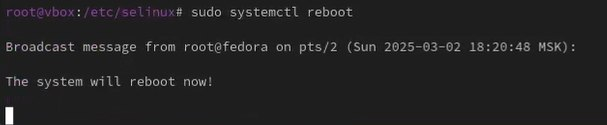 root@vbox:/etc/selinux# sudo systemctl reboot
Broadcast message from root@fedora on pts/2 (Sun 2025-03-02 18:20:48 MSK):
The system will reboot now!